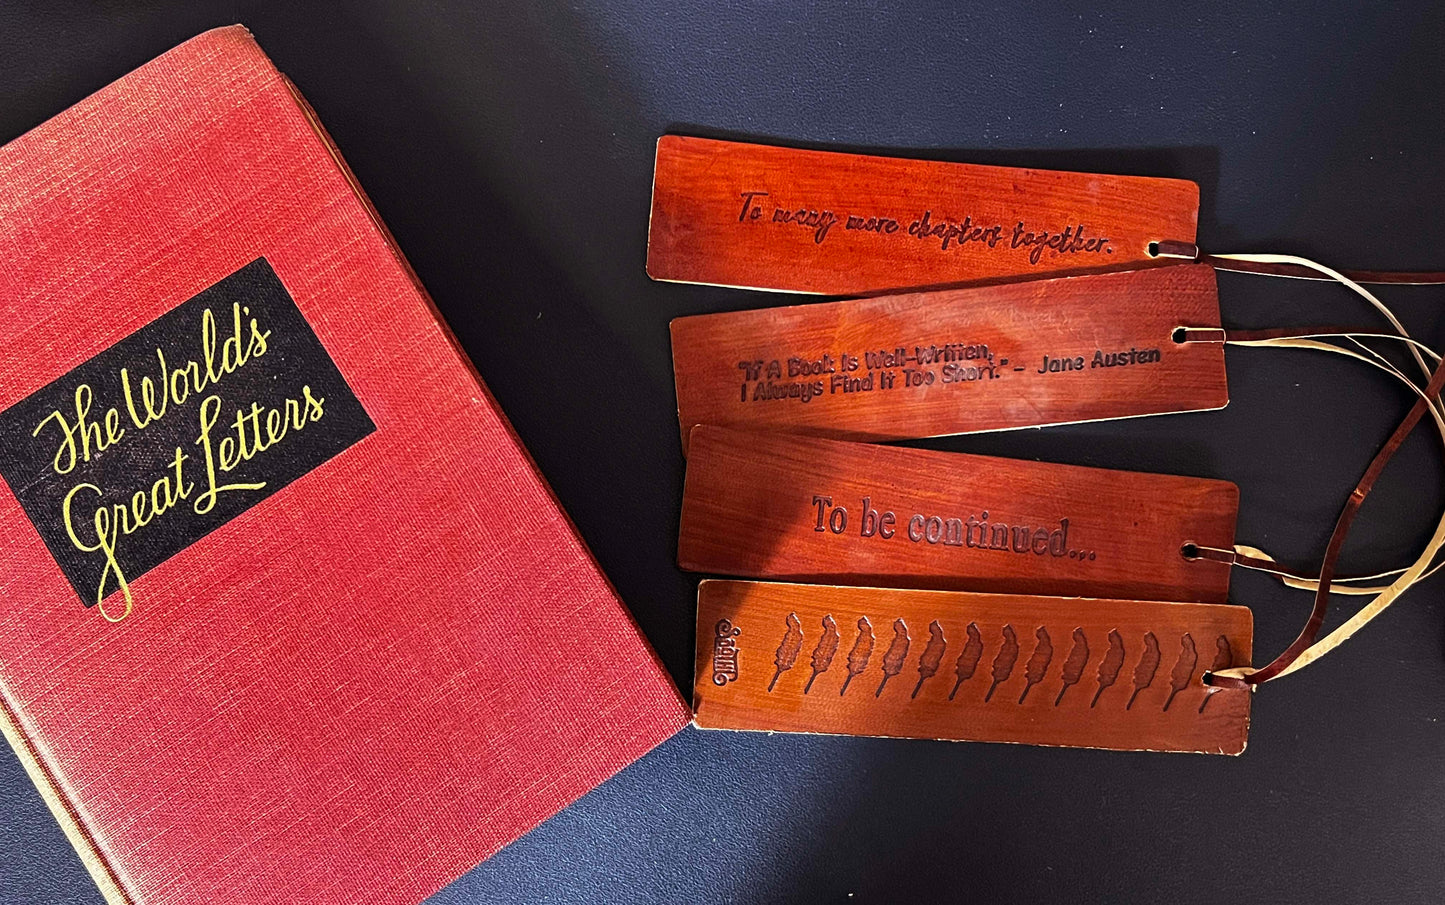 The World's
Great Letters
To many more chapters together.
"If A Book Is Well-Written,
I Always Find It Too Short." - Jane Austen
To be continued...